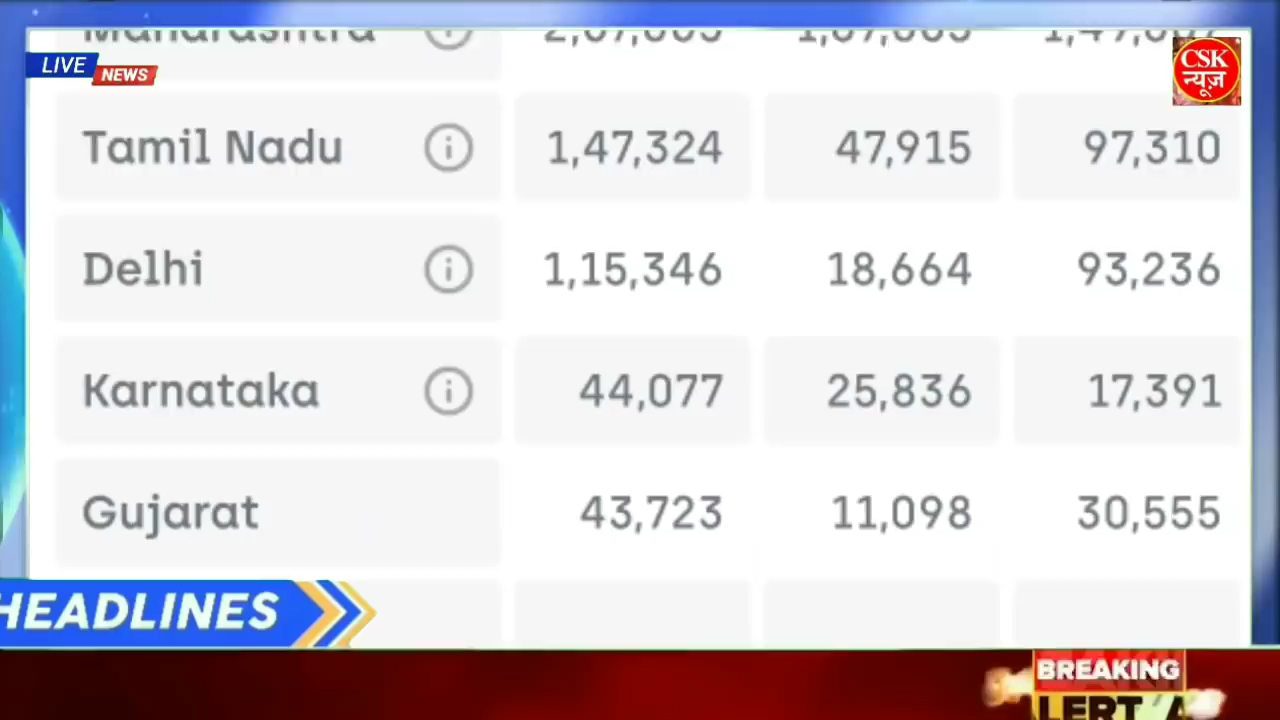 Maharashtra
LIVE
NEWS
CSK
न्यूज़
Tamil Nadu 1,47,324 47,915 97,310
Delhi 1,15,346 18,664 93,236
Karnataka 44,077 25,836 17,391
Gujarat 43,723 11,098 30,555
HEADLINES
BREAKING